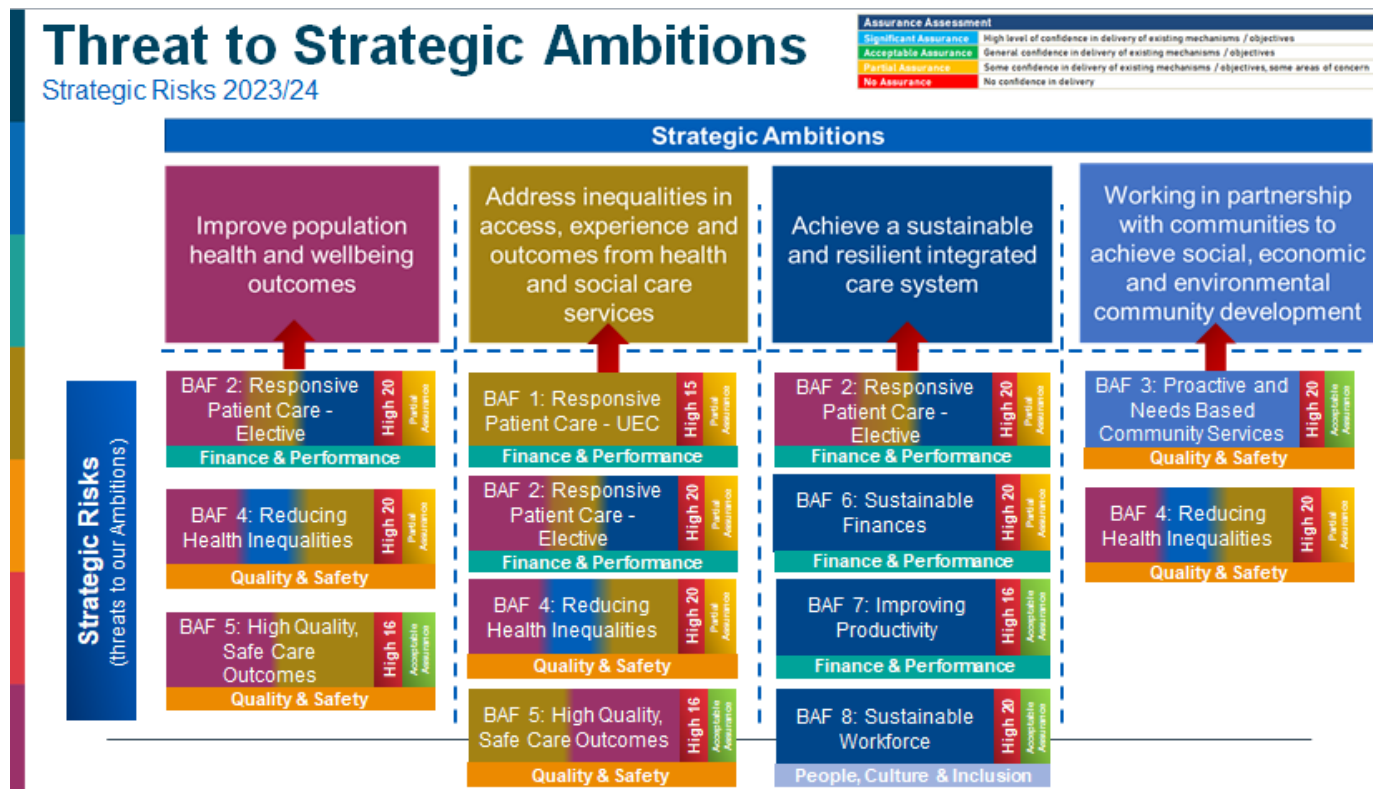 Threat to Strategic Ambitions
Strategic Risks 2023/24
Assurance Assessment
Significant Assurance High level of confidence in delivery of existing mechanisms / objectives
Acceptable Assurance General confidence in delivery of existing mechanisms / objectives
Partial Assurance Some confidence in delivery of existing mechanisms / objectives, some areas of concern
No Assurance No confidence in delivery
Strategic Ambitions
Improve population
health and wellbeing
outcomes
Address inequalities in
access, experience and
outcomes from health
and social care
services
Achieve a sustainable
and resilient integrated
care system
Working in partnership
with communities to
achieve social, economic
and environmental
community development
Strategic Risks
(threats to our Ambitions)
BAF 2: Responsive
Patient Care -
Elective
High 20
Partial
Assurance
Finance & Performance
BAF 4: Reducing
Health Inequalities
High 20
Partial
Assurance
Quality & Safety
BAF 5: High Quality,
Safe Care
Outcomes
High 16
Acceptable
Assurance
Quality & Safety
BAF 1: Responsive
Patient Care - UEC
High 15
Partial
Assurance
Finance & Performance
BAF 2: Responsive
Patient Care -
Elective
High 20
Partial
Assurance
Finance & Performance
BAF 4: Reducing
Health Inequalities
High 20
Partial
Assurance
Quality & Safety
BAF 5: High Quality,
Safe Care Outcomes
High 16
Acceptable
Assurance
Quality & Safety
BAF 2: Responsive
Patient Care -
Elective
High 20
Partial
Assurance
Finance & Performance
BAF 6: Sustainable
Finances
High 20
Partial
Assurance
Finance & Performance
BAF 7: Improving
Productivity
High 16
Acceptable
Assurance
Finance & Performance
BAF 8: Sustainable
Workforce
High 20
Acceptable
Assurance
People, Culture & Inclusion
BAF 3: Proactive and
Needs Based
Community Services
High 20
Acceptable
Assurance
Quality & Safety
BAF 4: Reducing
Health Inequalities
High 20
Partial
Assurance
Quality & Safety